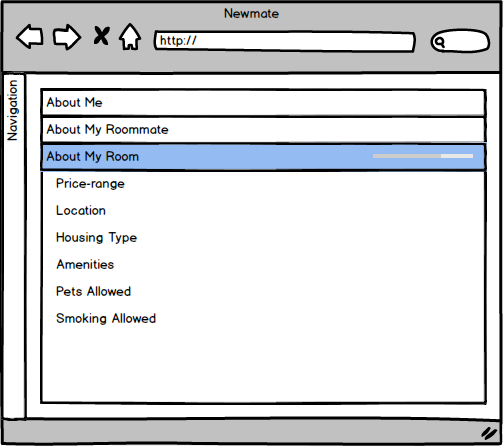 Newmate
http://
Navigation
About Me
About My Roommate
About My Room
Price-range
Location
Housing Type
Amenities
Pets Allowed
Smoking Allowed